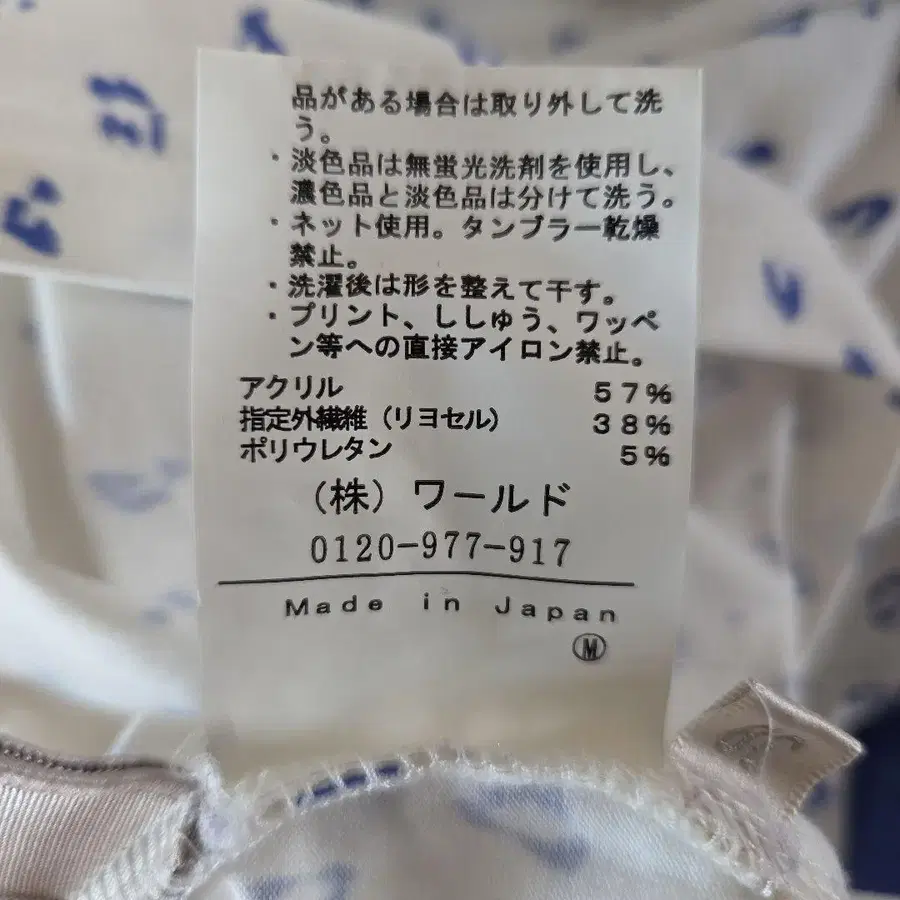 品がある場合は取り外して洗
う。
・淡色品は無蛍光洗剤を使用し、
濃色品と淡色品は分けて洗う。
・ネット使用。タンブラー乾燥
禁止。
・洗濯後は形を整えて干す。
・プリント、ししゅう、ワッペ
ン等への直接アイロン禁止。
アクリル 57%
指定外繊維(リヨセル) 38%
ポリウレタン 5%
(株)ワールド
0120-977-917
Made in Japan
Ⓜ